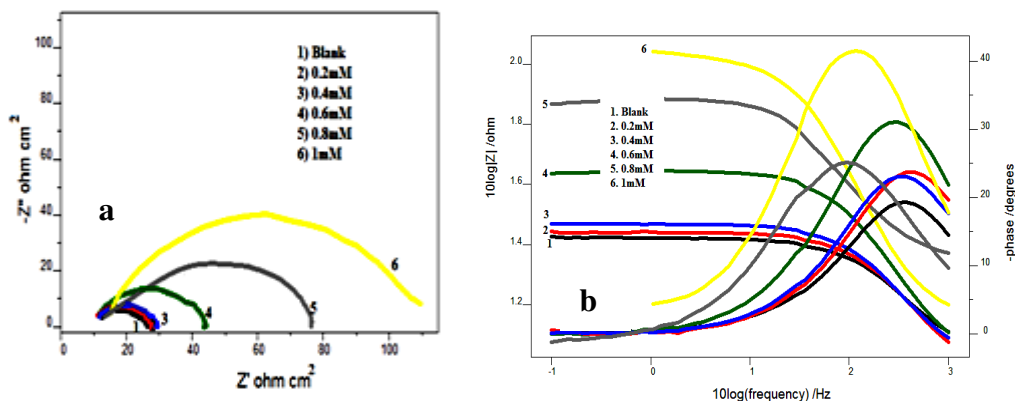 100
80
60
40
20
0
-Z'' ohm cm 2
1) Blank
2) 0.2mM
3) 0.4mM
4) 0.6mM
5) 0.8mM
6) 1mM
a
1
3
4
5
6
0
20
40
60
80
100
Z' ohm cm2
2.0
1.8
1.6
1.4
1.2
10log|Z| /ohm
6
5
4
3
2
1
1. Blank
2. 0.2mM
3. 0.4mM
4. 0.6mM
5. 0.8mM
6. 1mM
b
40
30
20
10
0
-phase /degrees
-1
0
1
2
3
10log(frequency) /Hz